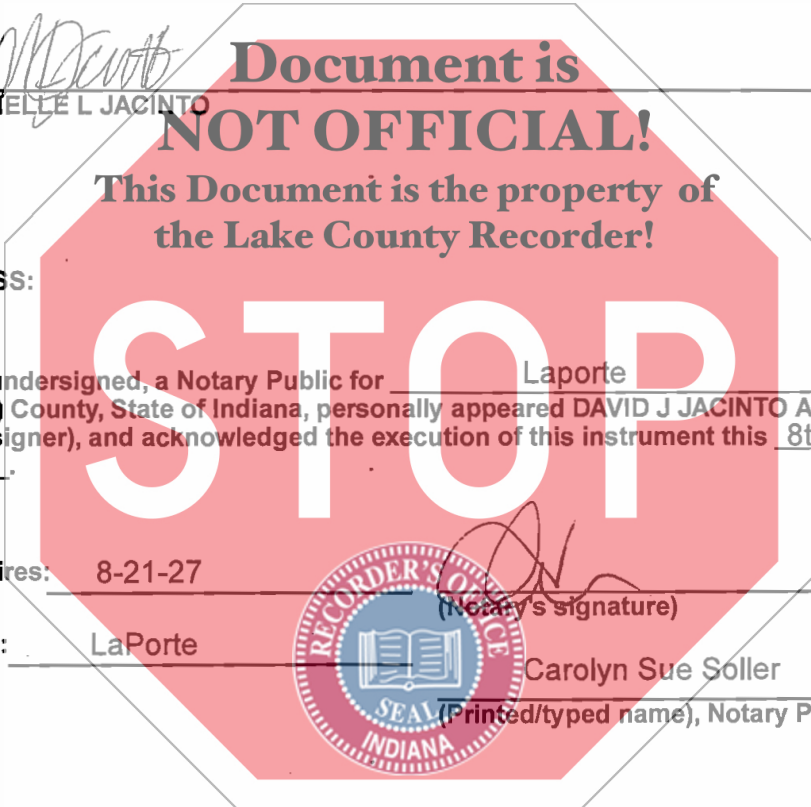 Document is
ELLE L JACINTO
NOT OFFICIAL!
This Document is the property of
the Lake County Recorder!
SS:
STOP
ndersigned, a Notary Public for Laporte
County, State of Indiana, personally appeared DAVID J JACINTO A
igner), and acknowledged the execution of this instrument this 8t
ires: 8-21-27
(Notary's signature)
: LaPorte
Carolyn Sue Soller
(Printed/typed name), Notary P
RECORDER'S OFFICE
SEAL
INDIANA